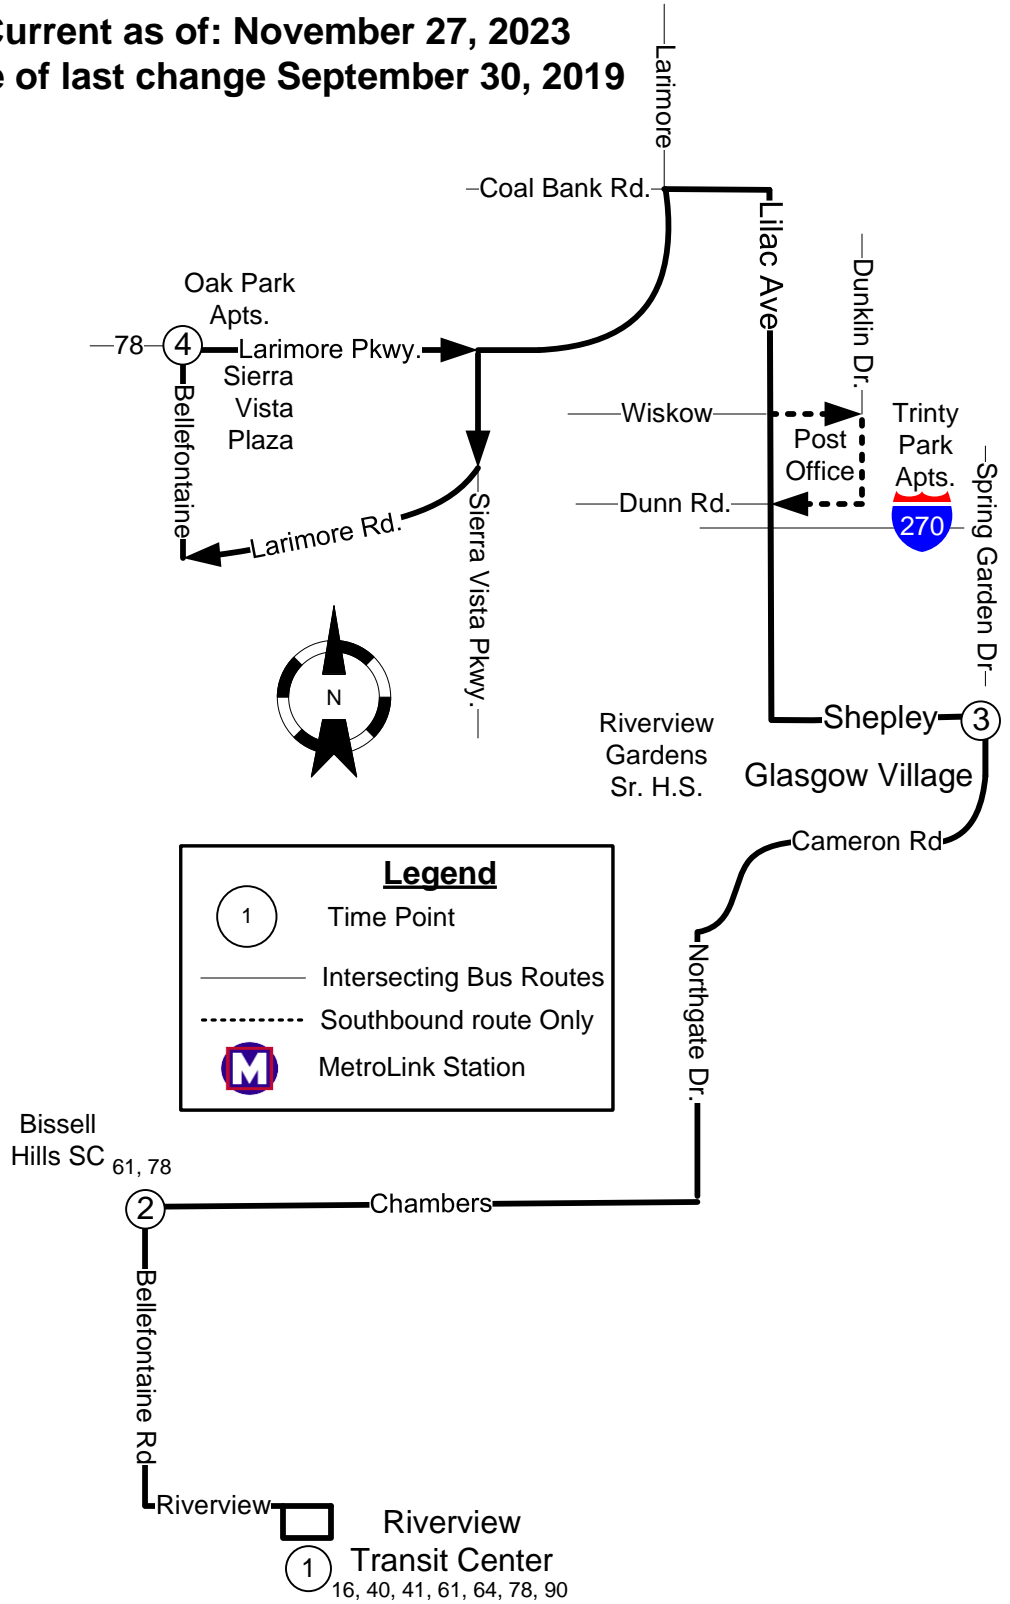 Current as of: November 27, 2023
e of last change September 30, 2019
Larimore
Coal Bank Rd.
Lilac Ave
Dunklin Dr.
Oak Park
Apts.
78
4
Larimore Pkwy.
Sierra
Vista
Plaza
Bellefontaine
Larimore Rd.
Sierra Vista Pkwy.
Wiskow
Post
Office
Dunn Rd.
Trinty
Park
Apts.
270
Spring Garden Dr
N
Riverview
Gardens
Sr. H.S.
Shepley
3
Glasgow Village
Cameron Rd
Northgate Dr.
Legend
1
Time Point
Intersecting Bus Routes
Southbound route Only
M
MetroLink Station
Bissell
Hills SC
61, 78
2
Chambers
Bellefontaine Rd
Riverview
Riverview
Transit Center
1
16, 40, 41, 61, 64, 78, 90